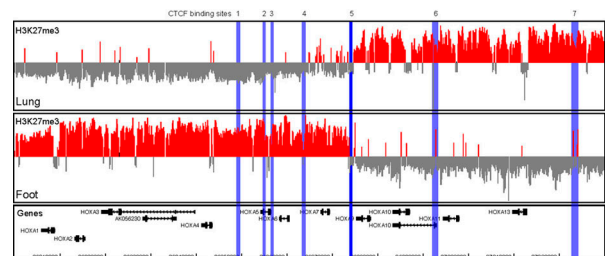 CTCF binding sites 1 2 3 4 5 6 7
H3K27me3
Lung
H3K27me3
Foot
Genes
HOXA3 HOXA5 HOXA7 HOXA10 HOXA13
AK056230 HOXA6 HOXA9 HOXA11
HOXA4 HOXA10
HOXA1
HOXA2